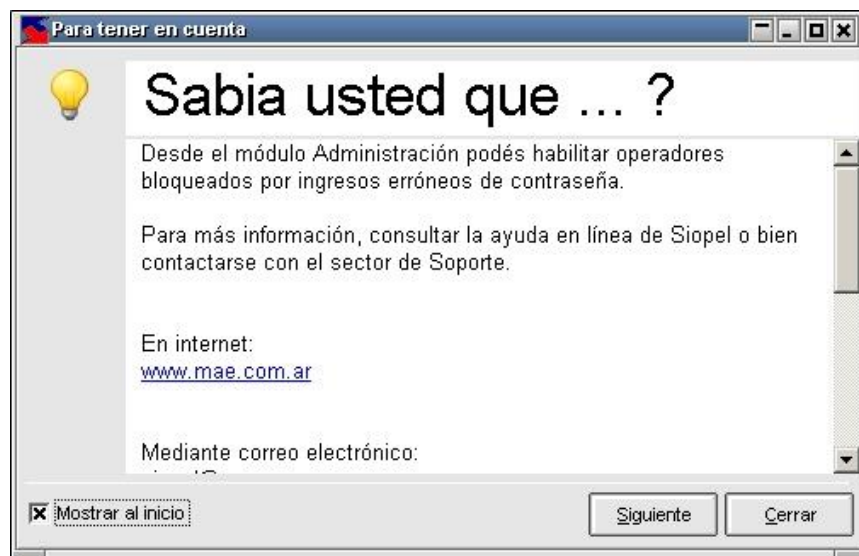 Para tener en cuenta
Sabia usted que ... ?
Desde el módulo Administración podés habilitar operadores
bloqueados por ingresos erróneos de contraseña.
Para más información, consultar la ayuda en línea de Siopel o bien
contactarse con el sector de Soporte.
En internet:
www.mae.com.ar
Mediante correo electrónico:
Mostrar al inicio
Siguiente
Cerrar